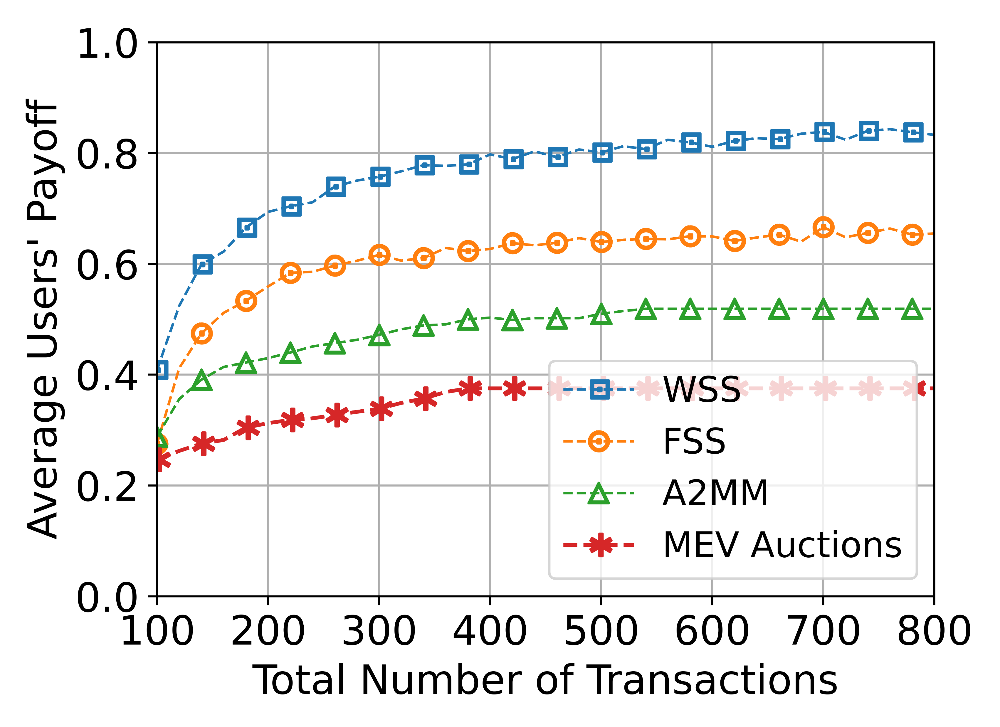 1.0
0.8
0.6
0.4
0.2
0.0
Average Users' Payoff
WSS
FSS
A2MM
MEV Auctions
100 200 300 400 500 600 700 800
Total Number of Transactions